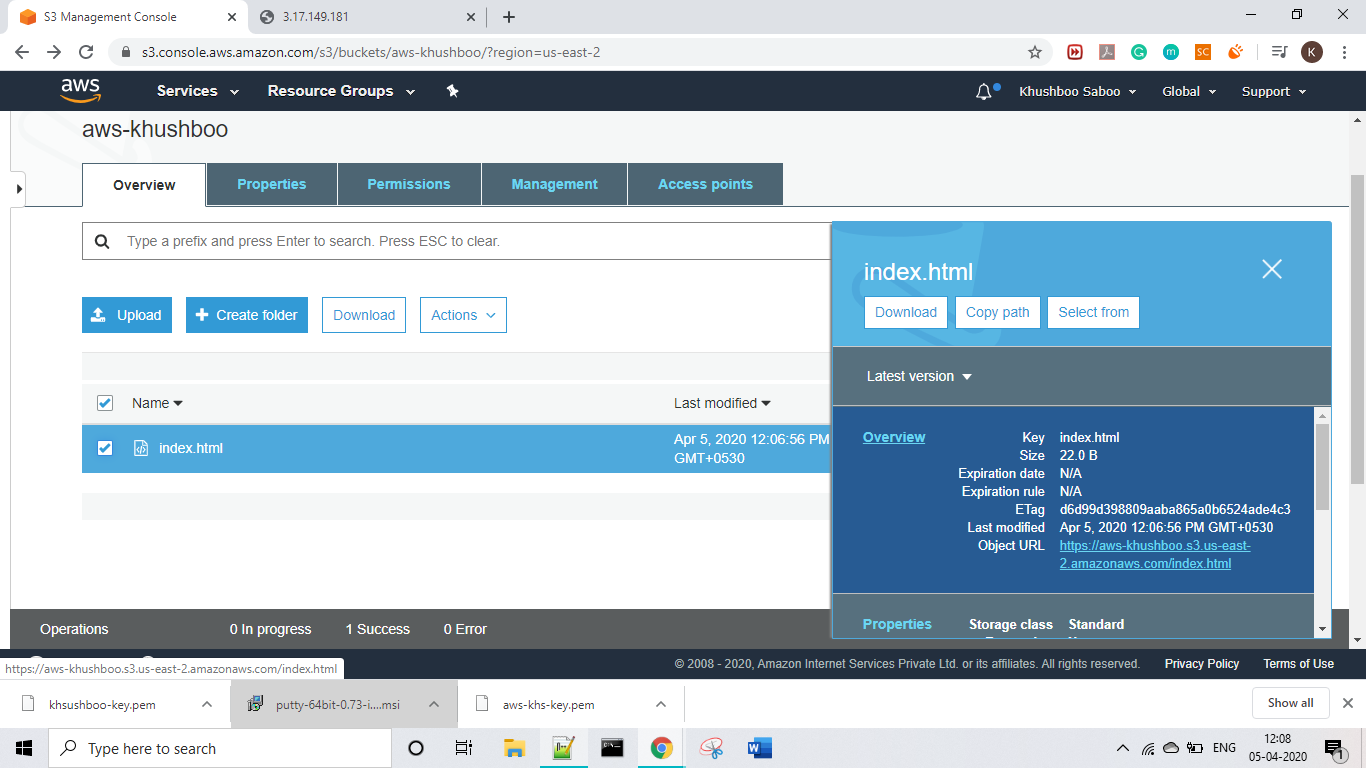 S3 Management Console
3.17.149.181
s3.console.aws.amazon.com/s3/buckets/aws-khushboo/?region=us-east-2
SC
K
aws
Services
Resource Groups
Khushboo Saboo
Global
Support
aws-khushboo
Overview
Properties
Permissions
Management
Access points
Type a prefix and press Enter to search. Press ESC to clear.
Upload
Create folder
Download
Actions
Name
Last modified
index.html
Apr 5, 2020 12:06:56 PM
GMT+0530
index.html
Download
Copy path
Select from
Latest version
Overview
Key index.html
Size 22.0 B
Expiration date N/A
Expiration rule N/A
ETag d6d99d398809aaba865a0b6524ade4c3
Last modified Apr 5, 2020 12:06:56 PM GMT+0530
Object URL https://aws-khushboo.s3.us-east-
2.amazonaws.com/index.html
Properties
Storage class Standard
Operations
0 In progress
1 Success
0 Error
https://aws-khushboo.s3.us-east-2.amazonaws.com/index.html
© 2008 - 2020, Amazon Internet Services Private Ltd. or its affiliates. All rights reserved.
Privacy Policy
Terms of Use
khsushboo-key.pem
putty-64bit-0.73-i....msi
aws-khs-key.pem
Show all
Type here to search
ENG
12:08
05-04-2020
1